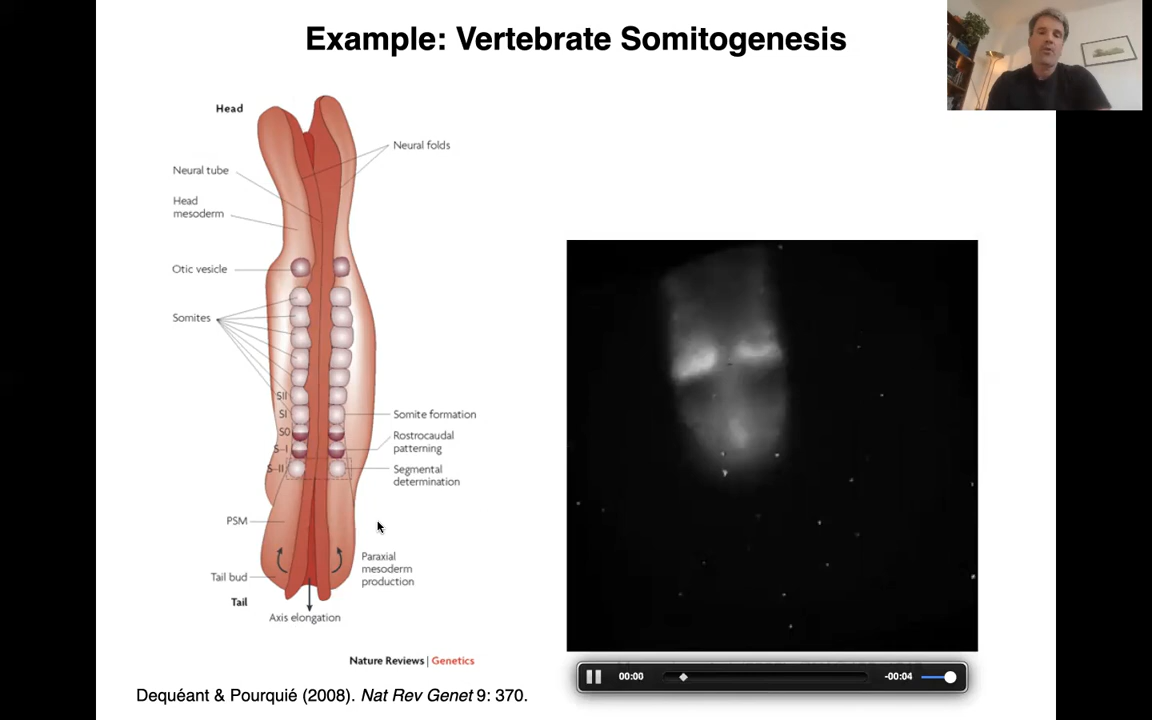 Example: Vertebrate Somitogenesis
Head
Neural folds
Neural tube
Head
mesoderm
Otic vesicle
Somites
SII
SI
S0
S–I
S–II
Somite formation
Rostrocaudal
patterning
Segmental
determination
PSM
Paraxial
mesoderm
production
Tail bud
Tail
Axis elongation
Nature Reviews | Genetics
00:00
-00:04
Dequéant & Pourquié (2008). Nat Rev Genet 9: 370.